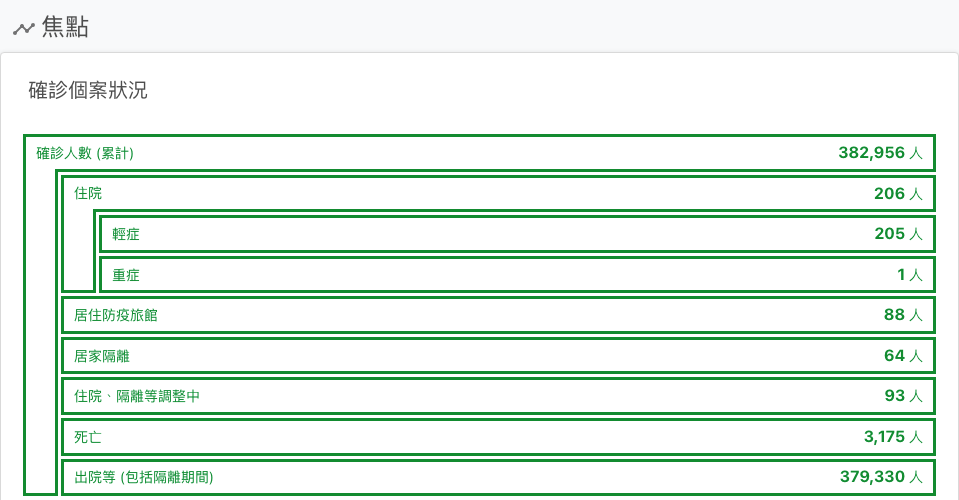 焦點
確診個案狀況
確診人數 (累計) 382,956 人
住院 206 人
輕症 205 人
重症 1 人
居住防疫旅館 88 人
居家隔離 64 人
住院、隔離等調整中 93 人
死亡 3,175 人
出院等 (包括隔離期間) 379,330 人